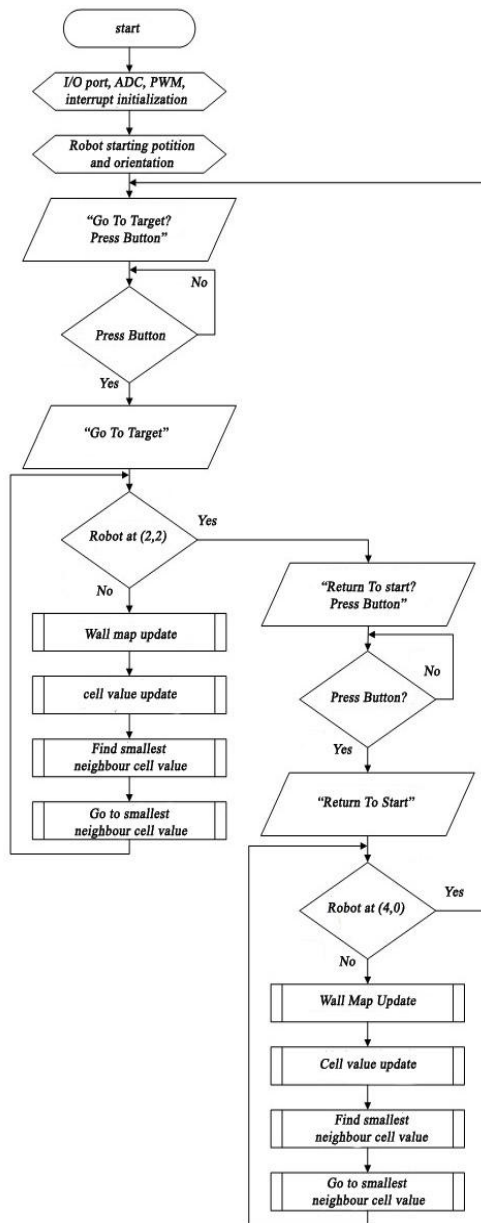 start
I/O port, ADC, PWM,
interrupt initialization
Robot starting potition
and orientation
“Go To Target?
Press Button”
No
Press Button
Yes
“Go To Target”
Robot at (2,2)
Yes
No
Wall map update
cell value update
Find smallest
neighbour cell value
Go to smallest
neighbour cell value
“Return To start?
Press Button”
No
Press Button?
Yes
“Return To Start”
Robot at (4,0)
Yes
No
Wall Map Update
Cell value update
Find smallest
neighbour cell value
Go to smallest
neighbour cell value